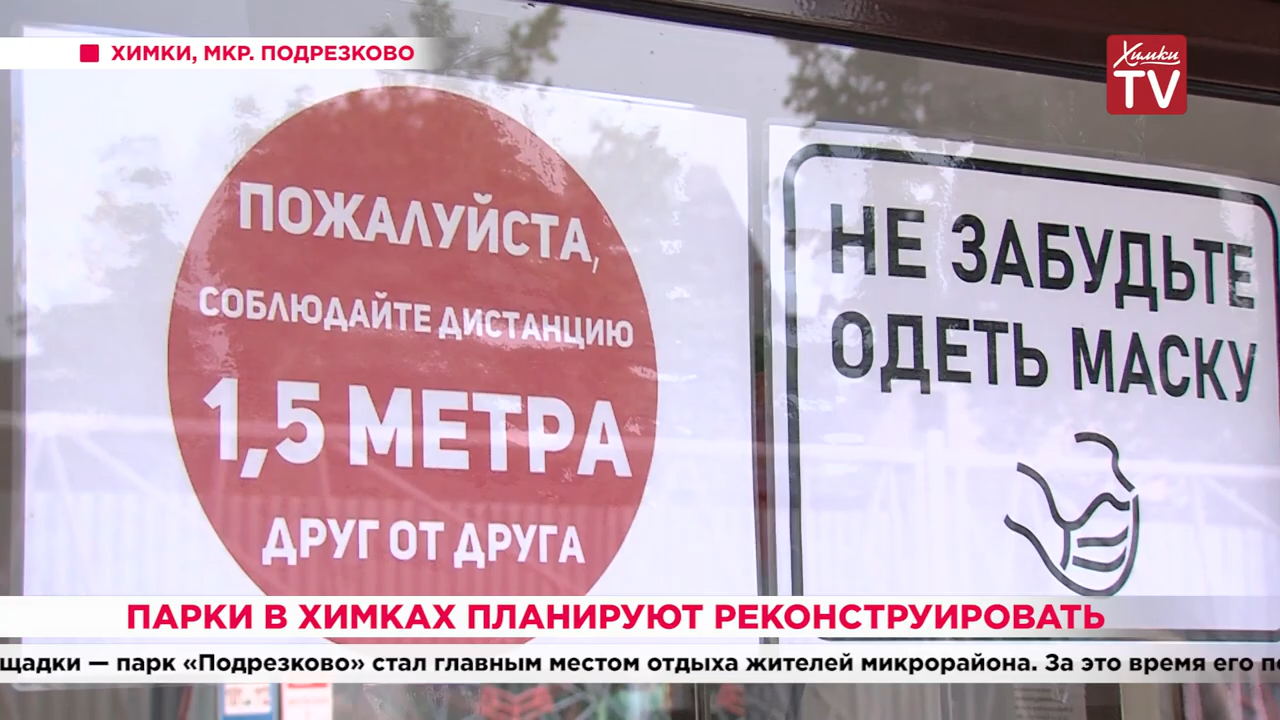 ХИМКИ, МКР. ПОДРЕЗКОВО
Химки
TV
ПОЖАЛУЙСТА,
СОБЛЮДАЙТЕ ДИСТАНЦИЮ
1,5 МЕТРА
ДРУГ ОТ ДРУГА
НЕ ЗАБУДЬТЕ
ОДЕТЬ МАСКУ
ПАРКИ В ХИМКАХ ПЛАНИРУЮТ РЕКОНСТРУИРОВАТЬ
— парк «Подрезково» стал главным местом отдыха жителей микрорайона. За это время его